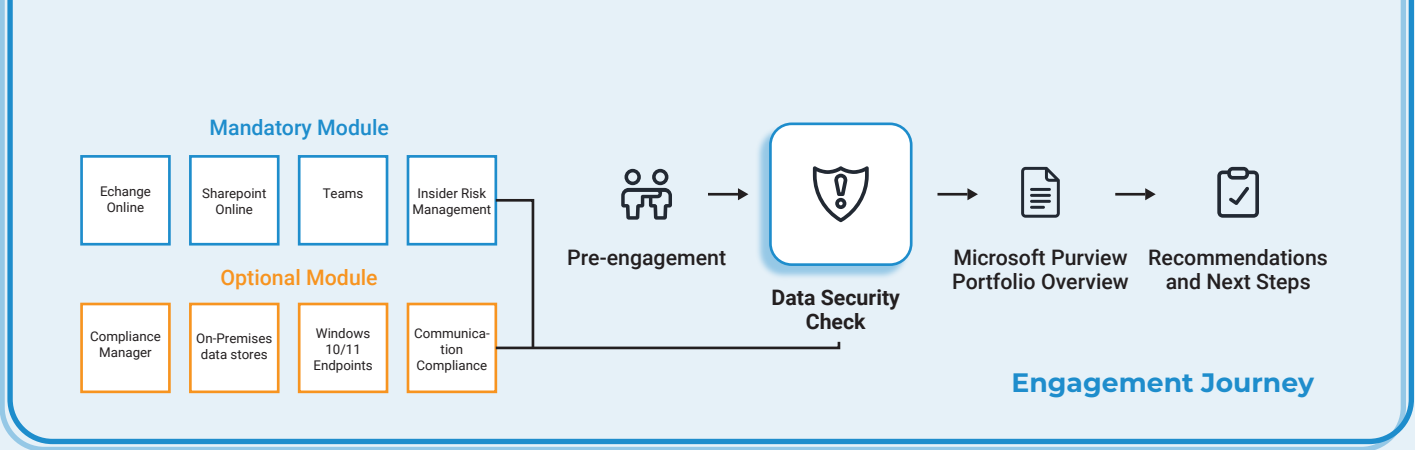 Mandatory Module
Echange
Online
Sharepoint
Online
Teams
Insider Risk
Management
Optional Module
Compliance
Manager
On-Premises
data stores
Windows
10/11
Endpoints
Communica-
tion
Compliance
Pre-engagement
Data Security
Check
Microsoft Purview
Portfolio Overview
Recommendations
and Next Steps
Engagement Journey